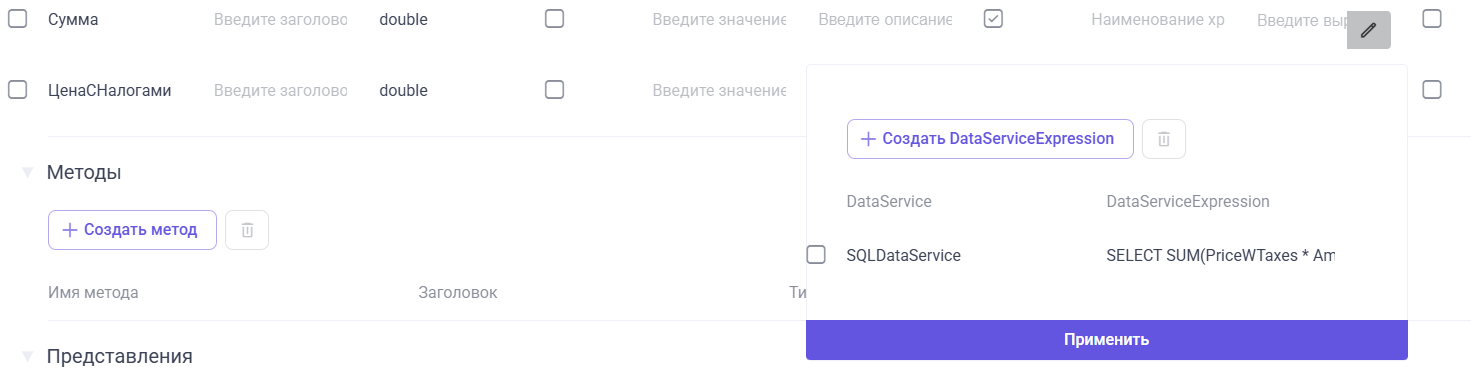 Сумма Введите заголово double Введите значение Введите описание Наименование хр Введите выр
ЦенаСНалогами Введите заголово double Введите значение
Создать DataServiceExpression
DataService DataServiceExpression
SQLDataService SELECT SUM(PriceWTaxes * Am
Применить
Методы
Создать метод
Имя метода Заголовок Ти
Представления